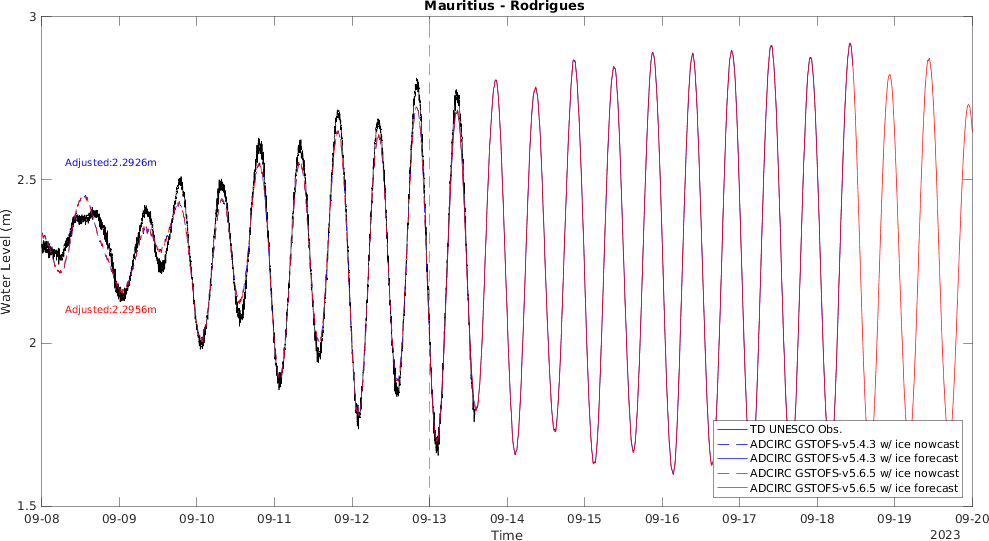 Mauritius - Rodrigues
3
2.5
2
1.5
Water Level (m)
Adjusted:2.2926m
Adjusted:2.2956m
TD UNESCO Obs.
ADCIRC GSTOFS-v5.4.3 w/ ice nowcast
ADCIRC GSTOFS-v5.4.3 w/ ice forecast
ADCIRC GSTOFS-v5.6.5 w/ ice nowcast
ADCIRC GSTOFS-v5.6.5 w/ ice forecast
09-08 09-09 09-10 09-11 09-12 09-13 09-14 09-15 09-16 09-17 09-18 09-19 09-20
Time
2023